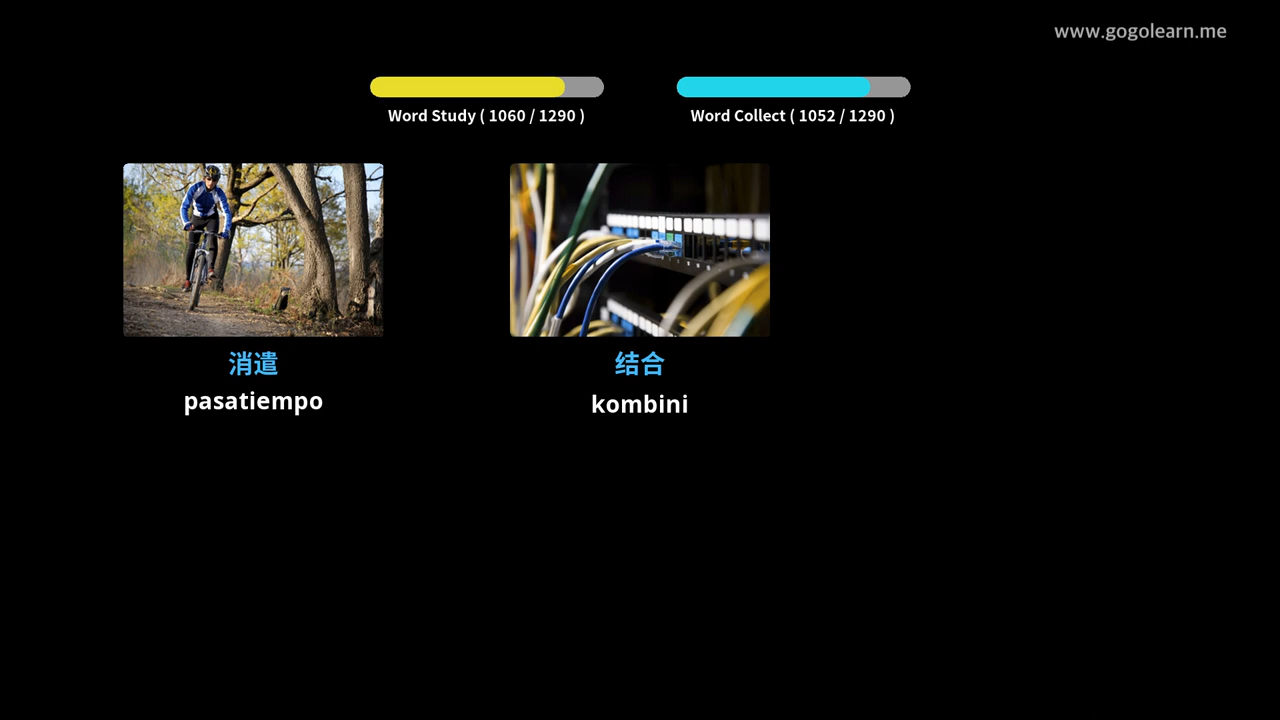 www.gogolearn.me
Word Study ( 1060 / 1290 )
Word Collect ( 1052 / 1290 )
消遣
pasatiempo
结合
kombini